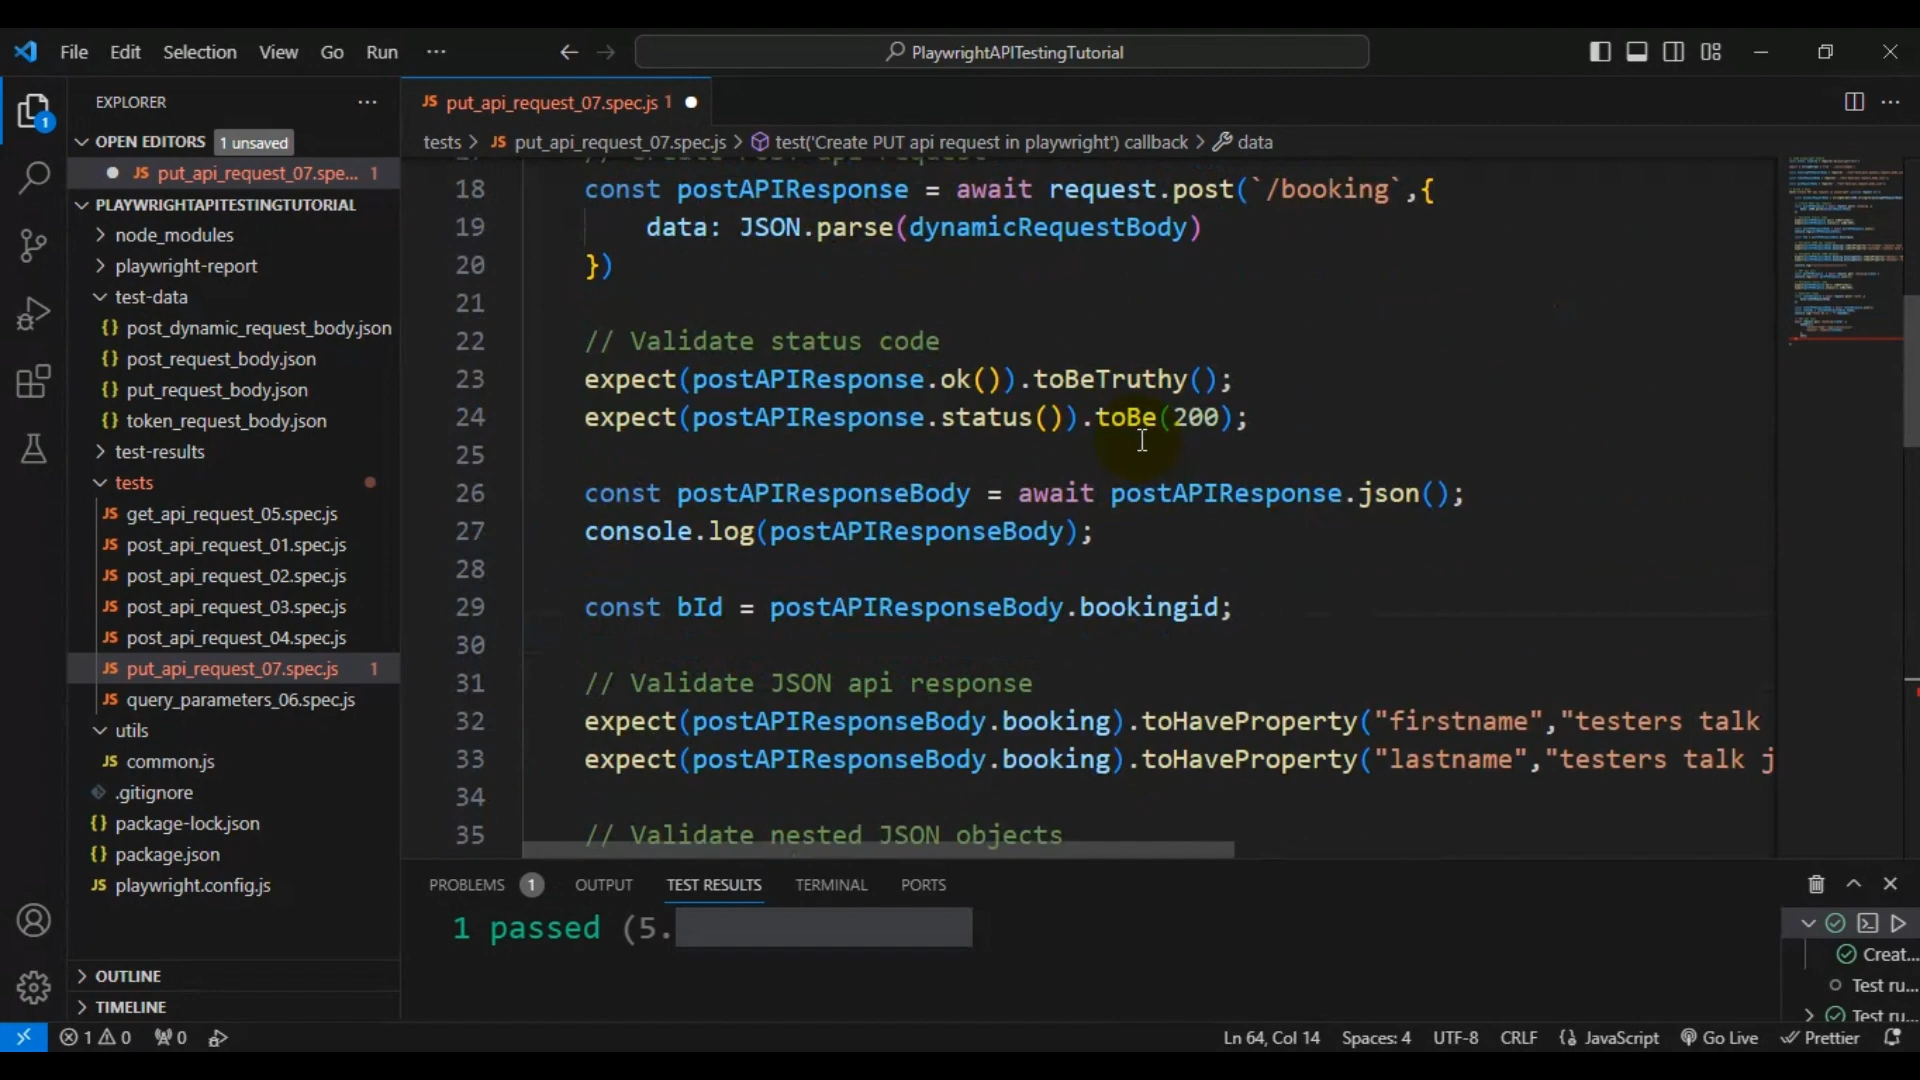 File Edit Selection View Go Run ··· PlaywrightAPITestingTutorial
EXPLORER
OPEN EDITORS 1 unsaved
JS put_api_request_07.spe... 1
PLAYWRIGHTAPITESTINGTUTORIAL
node_modules
playwright-report
test-data
{} post_dynamic_request_body.json
{} post_request_body.json
{} put_request_body.json
{} token_request_body.json
test-results
tests
JS get_api_request_05.spec.js
JS post_api_request_01.spec.js
JS post_api_request_02.spec.js
JS post_api_request_03.spec.js
JS post_api_request_04.spec.js
JS put_api_request_07.spec.js 1
JS query_parameters_06.spec.js
utils
JS common.js
.gitignore
{} package-lock.json
{} package.json
JS playwright.config.js
OUTLINE
TIMELINE
JS put_api_request_07.spec.js 1
tests > JS put_api_request_07.spec.js > test('Create PUT api request in playwright') callback > data
18 const postAPIResponse = await request.post(`/booking`,{
19 data: JSON.parse(dynamicRequestBody)
20 })
21
22 // Validate status code
23 expect(postAPIResponse.ok()).toBeTruthy();
24 expect(postAPIResponse.status()).toBe(200);
25
26 const postAPIResponseBody = await postAPIResponse.json();
27 console.log(postAPIResponseBody);
28
29 const bId = postAPIResponseBody.bookingid;
30
31 // Validate JSON api response
32 expect(postAPIResponseBody.booking).toHaveProperty("firstname","testers talk
33 expect(postAPIResponseBody.booking).toHaveProperty("lastname","testers talk j
34
35 // Validate nested JSON objects
PROBLEMS 1 OUTPUT TEST RESULTS TERMINAL PORTS
1 passed (5.
Creat...
Test ru...
Test ru...
1 0 0 Ln 64, Col 14 Spaces: 4 UTF-8 CRLF {} JavaScript Go Live Prettier